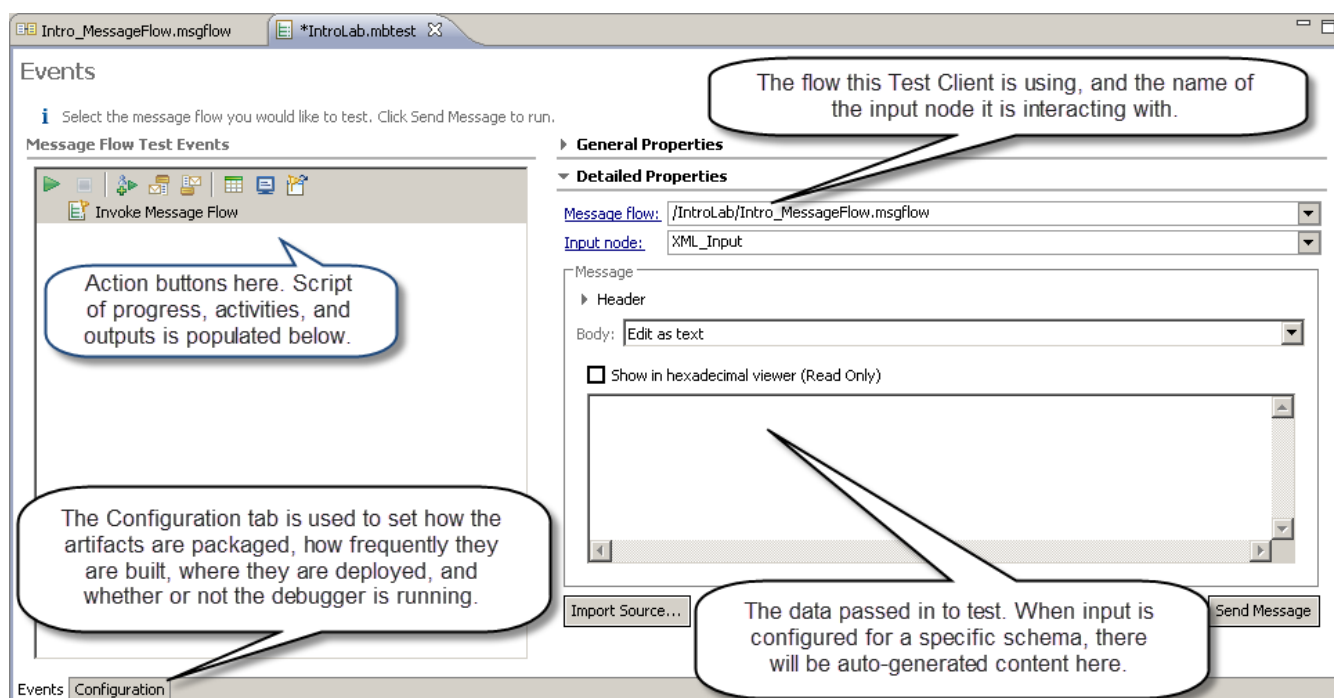 Intro_MessageFlow.msgflow
*IntroLab.mbtest
Events
The flow this Test Client is using, and the name of
the input node it is interacting with.
i Select the message flow you would like to test. Click Send Message to run.
Message Flow Test Events
Invoke Message Flow
Action buttons here. Script
of progress, activities, and
outputs is populated below.
The Configuration tab is used to set how the
artifacts are packaged, how frequently they
are built, where they are deployed, and
whether or not the debugger is running.
General Properties
Detailed Properties
Message flow: /IntroLab/Intro_MessageFlow.msgflow
Input node: XML_Input
Message
Header
Body: Edit as text
Show in hexadecimal viewer (Read Only)
Import Source...
The data passed in to test. When input is
configured for a specific schema, there
will be auto-generated content here.
Send Message
Events
Configuration